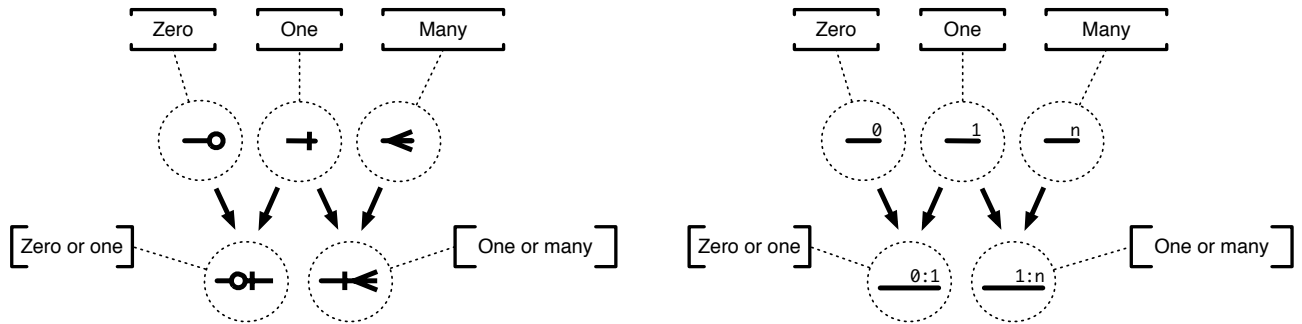 Zero One Many
Zero One Many
0 1 n
Zero or one One or many
Zero or one One or many
0:1 1:n